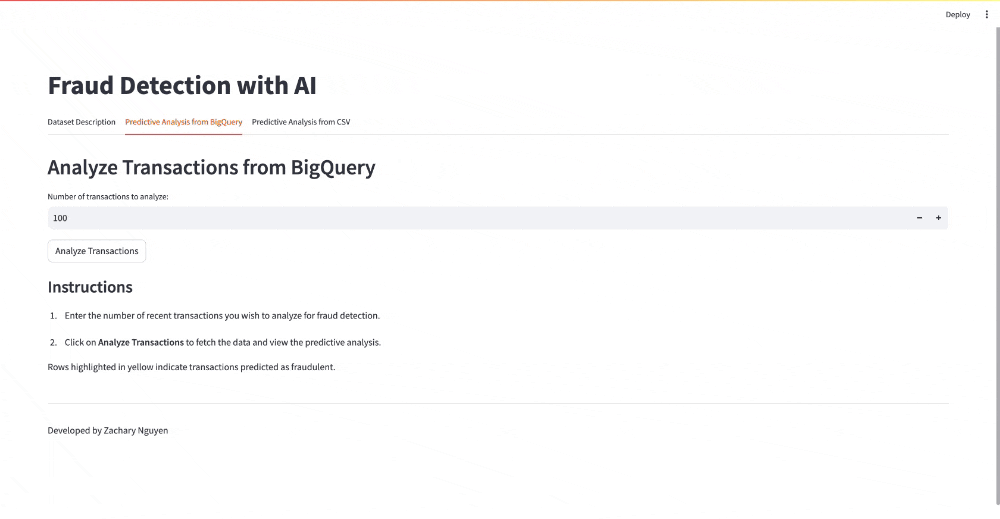 Deploy
Fraud Detection with AI
Dataset Description Predictive Analysis from BigQuery Predictive Analysis from CSV
Analyze Transactions from BigQuery
Number of transactions to analyze:
100 − +
Analyze Transactions
Instructions
1. Enter the number of recent transactions you wish to analyze for fraud detection.
2. Click on Analyze Transactions to fetch the data and view the predictive analysis.
Rows highlighted in yellow indicate transactions predicted as fraudulent.
Developed by Zachary Nguyen